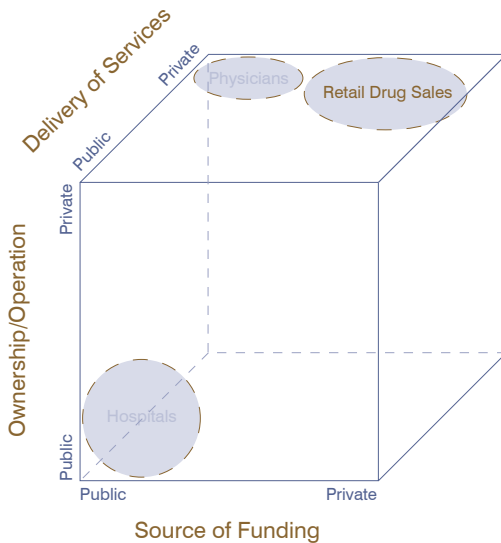 Delivery of Services
Private
Public
Physicians
Retail Drug Sales
Ownership/Operation
Private
Public
Hospitals
Public
Private
Source of Funding